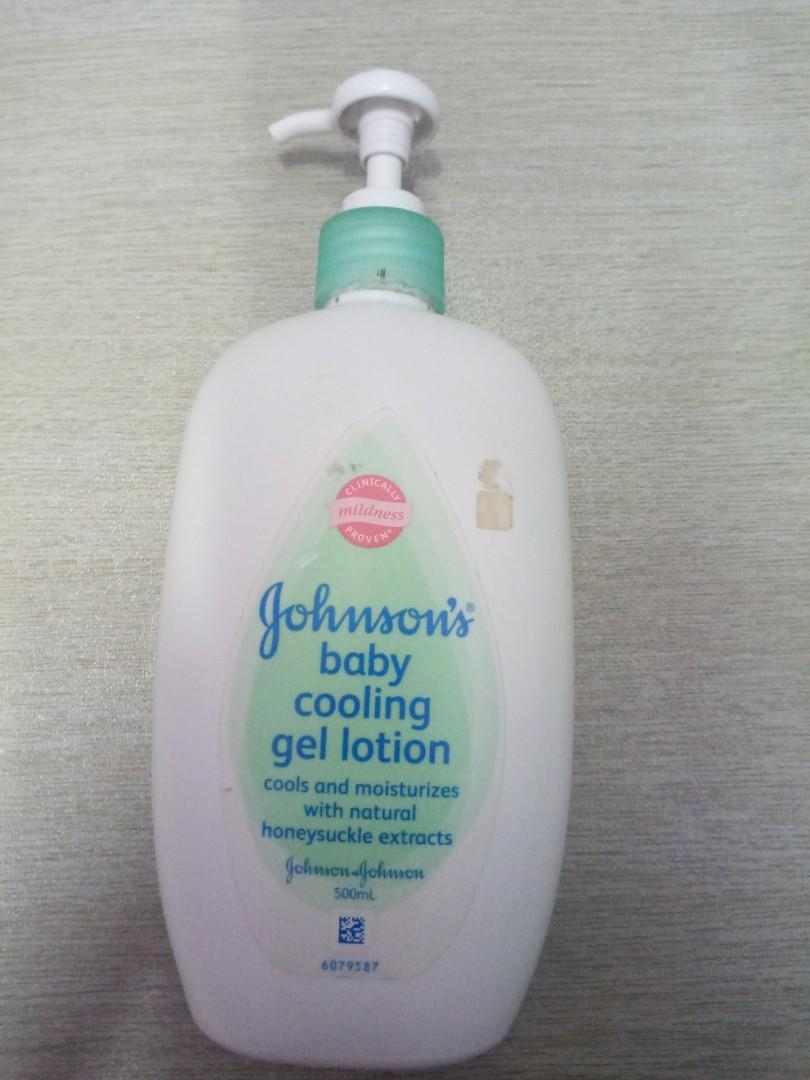 CLINICALLY
mildness
PROVEN®
Johnson's®
baby
cooling
gel lotion
cools and moisturizes
with natural
honeysuckle extracts
Johnson & Johnson
500mL
6079587